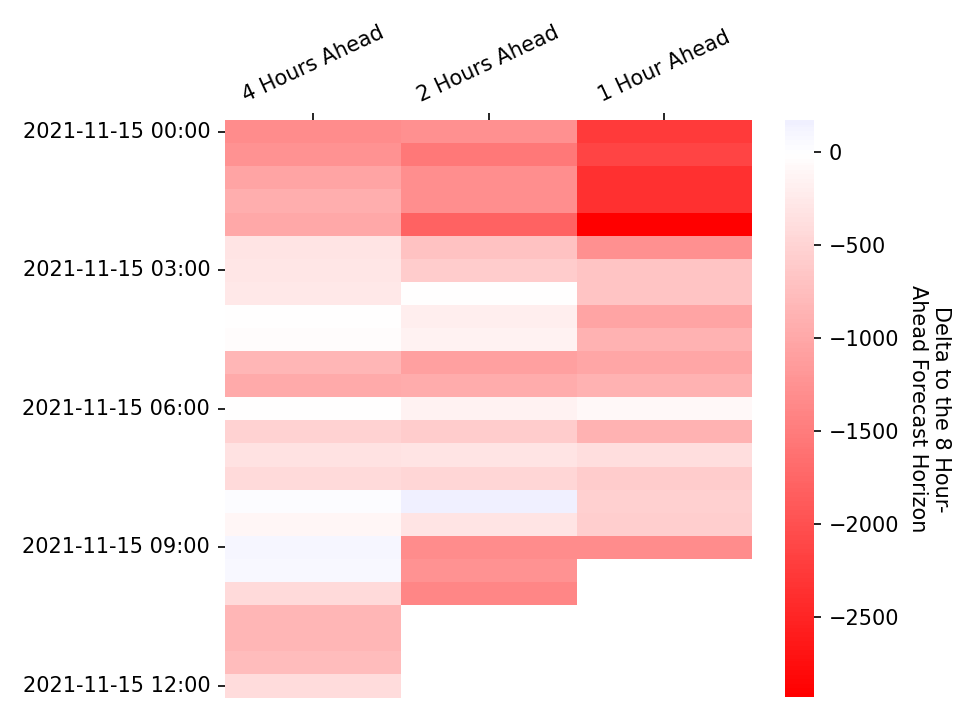 4 Hours Ahead
2 Hours Ahead
1 Hour Ahead
2021-11-15 00:00
2021-11-15 03:00
2021-11-15 06:00
2021-11-15 09:00
2021-11-15 12:00
0
−500
−1000
−1500
−2000
−2500
Delta to the 8 Hour-
Ahead Forecast Horizon